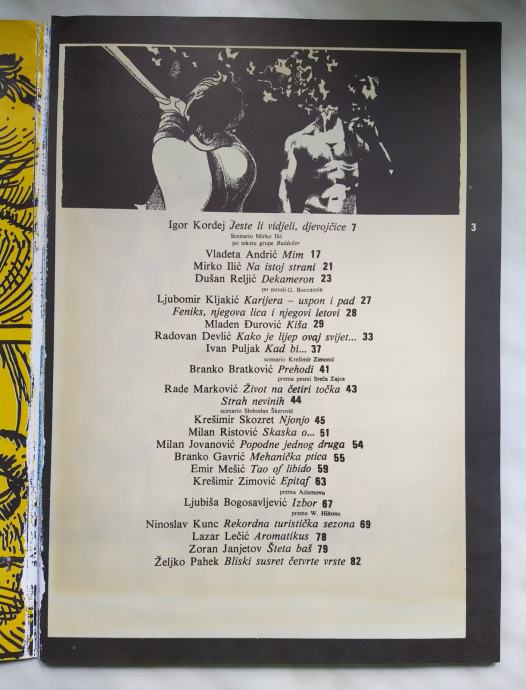 Igor Kordej Jeste li vidjeli, djevojčice 7
Scenario Mirko Ilić
po tekstu grupe Buldožer
Vladeta Andrić Mim 17
Mirko Ilić Na istoj strani 21
Dušan Reljić Dekameron 23
po noveli G. Boccaccia
Ljubomir Kljakić Karijera – uspon i pad 27
Feniks, njegova lica i njegovi letovi 28
Mladen Đurović Kiša 29
Radovan Devlić Kako je lijep ovaj svijet... 33
Ivan Puljak Kad bi... 37
scenario Krešimir Zimonić
Branko Bratković Prehodi 41
prema pesmi Sreča Zajca
Rade Marković Život na četiri točka 43
Strah nevinih 44
scenario Slobodan Škerović
Krešimir Skozret Njonjo 45
Milan Ristović Skaska o... 51
Milan Jovanović Popodne jednog druga 54
Branko Gavrić Mehanička ptica 55
Emir Mešić Tao of libido 59
Krešimir Zimović Epitaf 63
prema Adamovu
Ljubiša Bogosavljević Izbor 67
prema W. Hiltonu
Ninoslav Kunc Rekordna turistička sezona 69
Lazar Lečić Aromatikus 78
Zoran Janjetov Šteta baš 79
Željko Pahek Bliski susret četvrte vrste 82
3